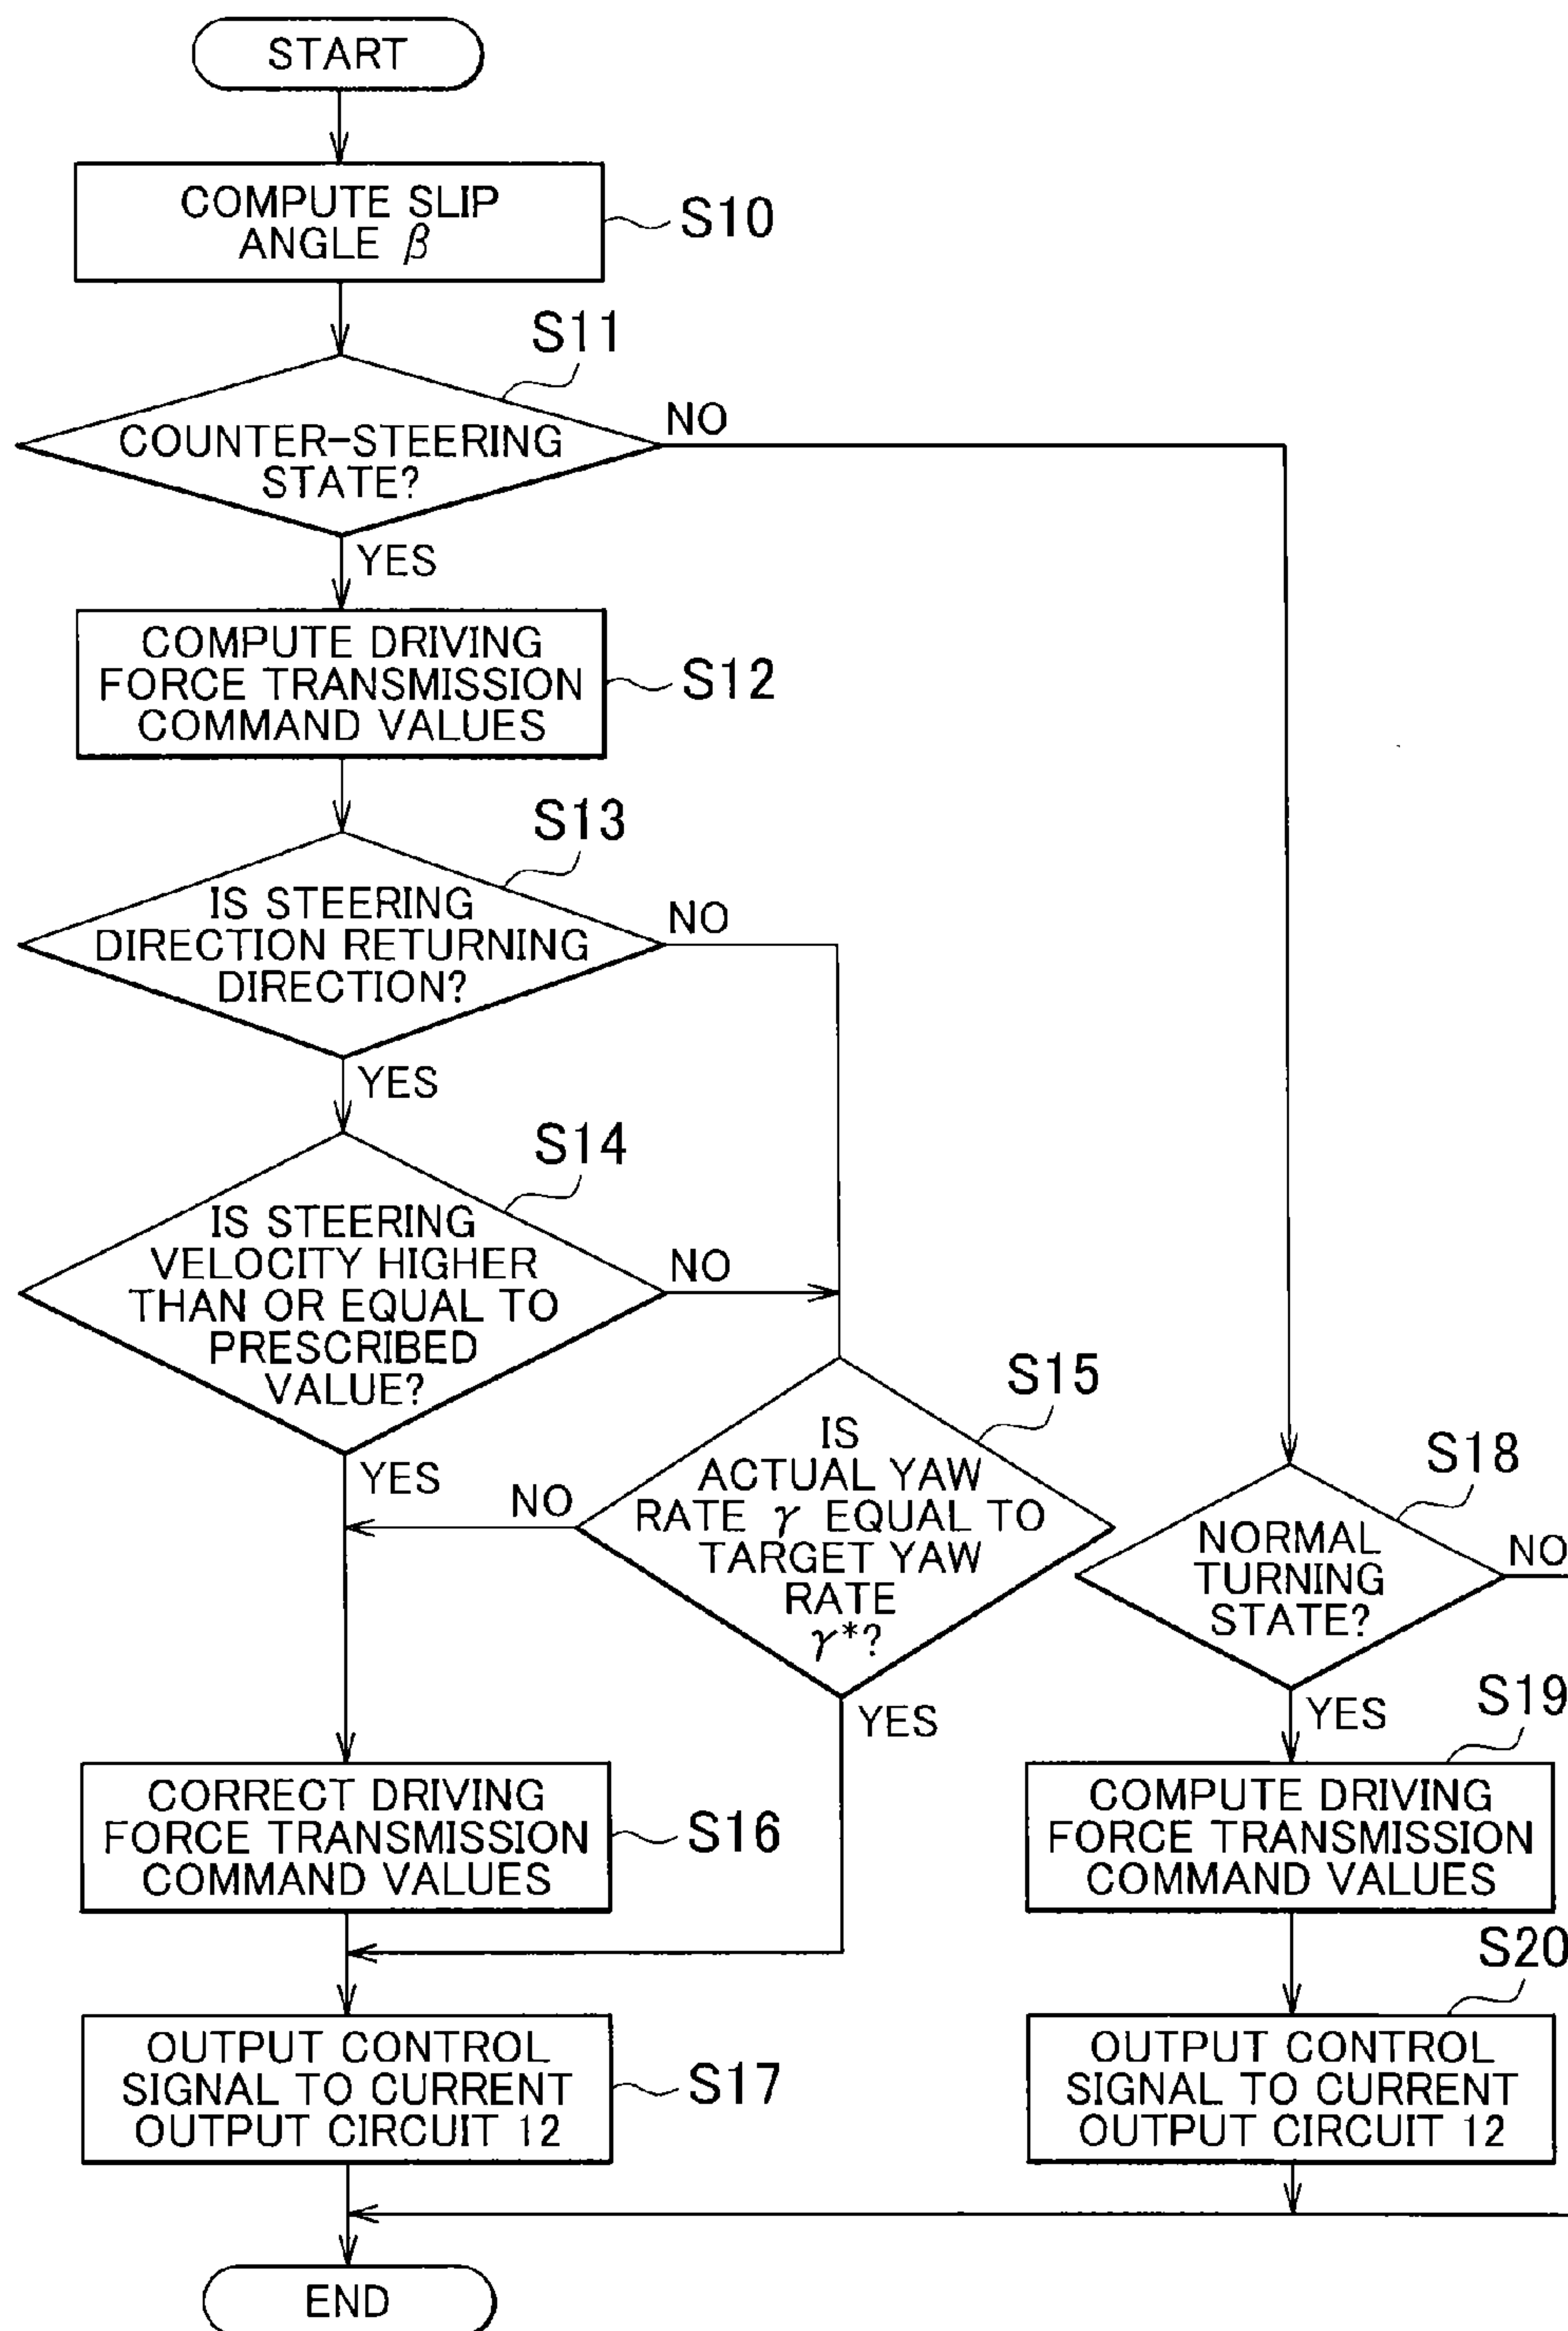 START
COMPUTE SLIP
ANGLE β
S10
S11
COUNTER-STEERING
STATE?
NO
YES
COMPUTE DRIVING
FORCE TRANSMISSION
COMMAND VALUES
S12
S13
IS STEERING
DIRECTION RETURNING
DIRECTION?
NO
YES
S14
IS STEERING
VELOCITY HIGHER
THAN OR EQUAL TO
PRESCRIBED
VALUE?
NO
YES
S15
IS
ACTUAL YAW
RATE γ EQUAL TO
TARGET YAW
RATE
γ*?
NO
YES
S18
NORMAL
TURNING
STATE?
NO
YES
CORRECT DRIVING
FORCE TRANSMISSION
COMMAND VALUES
S16
S19
COMPUTE DRIVING
FORCE TRANSMISSION
COMMAND VALUES
OUTPUT CONTROL
SIGNAL TO CURRENT
OUTPUT CIRCUIT 12
S17
S20
OUTPUT CONTROL
SIGNAL TO CURRENT
OUTPUT CIRCUIT 12
END